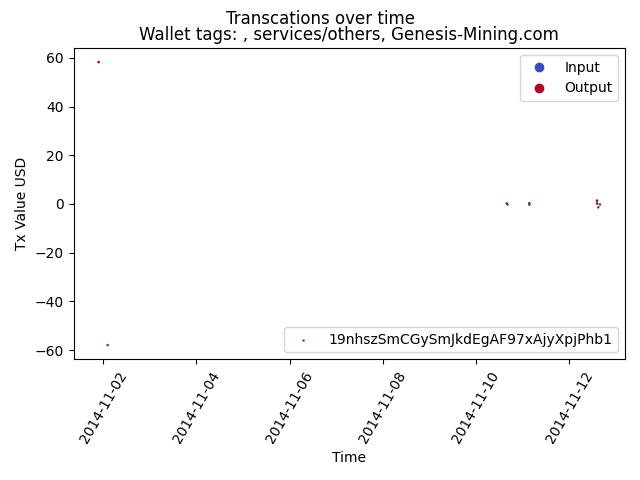 Transcations over time
Wallet tags: , services/others, Genesis-Mining.com
Tx Value USD
60
40
20
0
−20
−40
−60
Input
Output
19nhszSmCGySmJkdEgAF97xAjyXpjPhb1
2014-11-02
2014-11-04
2014-11-06
2014-11-08
2014-11-10
2014-11-12
Time